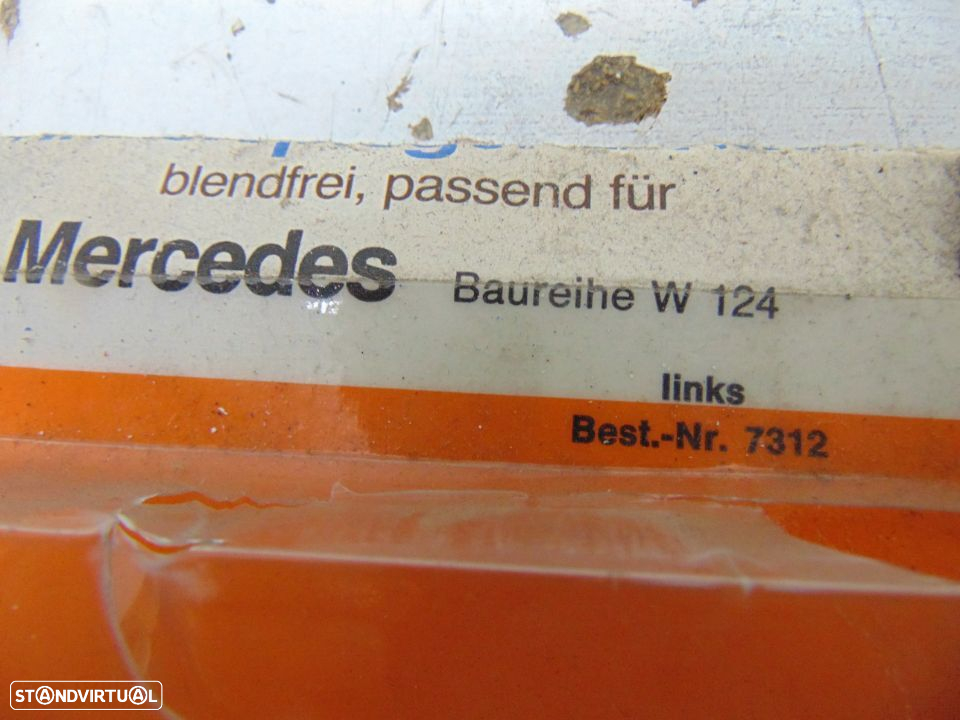 blendfrei, passend für
Mercedes Baureihe W 124
links
Best.-Nr. 7312
STANDVIRTUAL